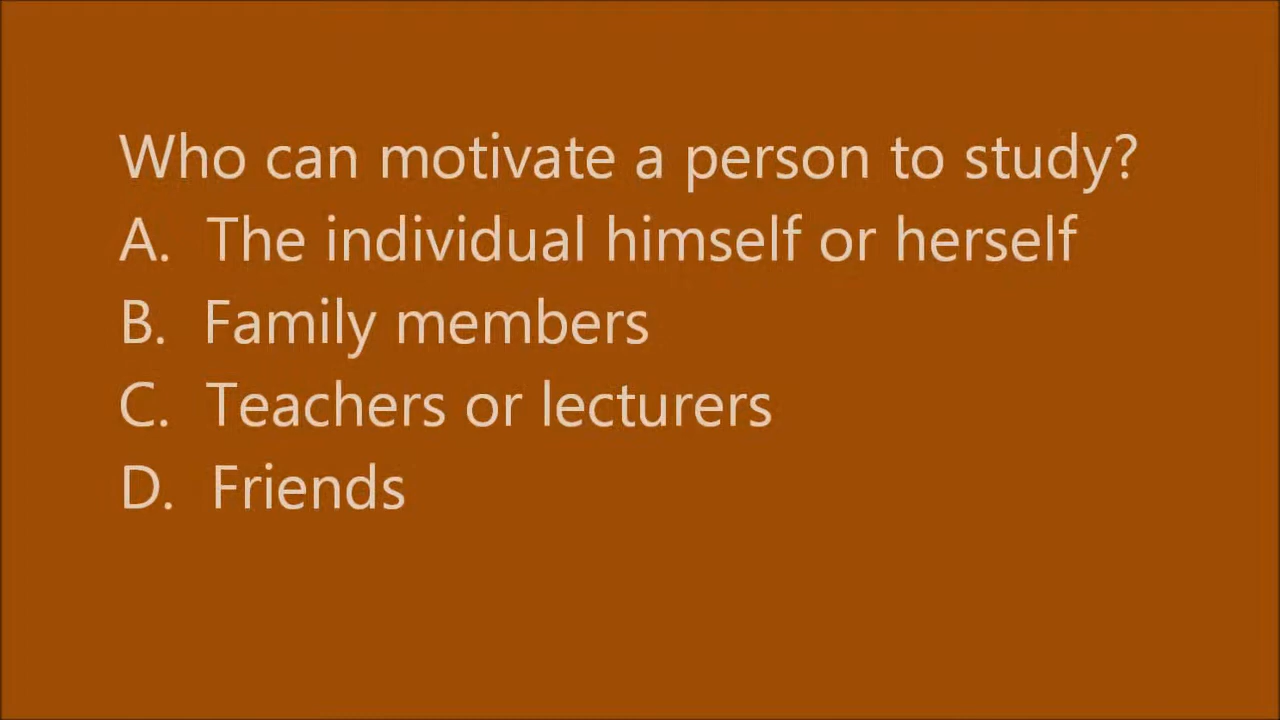 Who can motivate a person to study?
A. The individual himself or herself
B. Family members
C. Teachers or lecturers
D. Friends